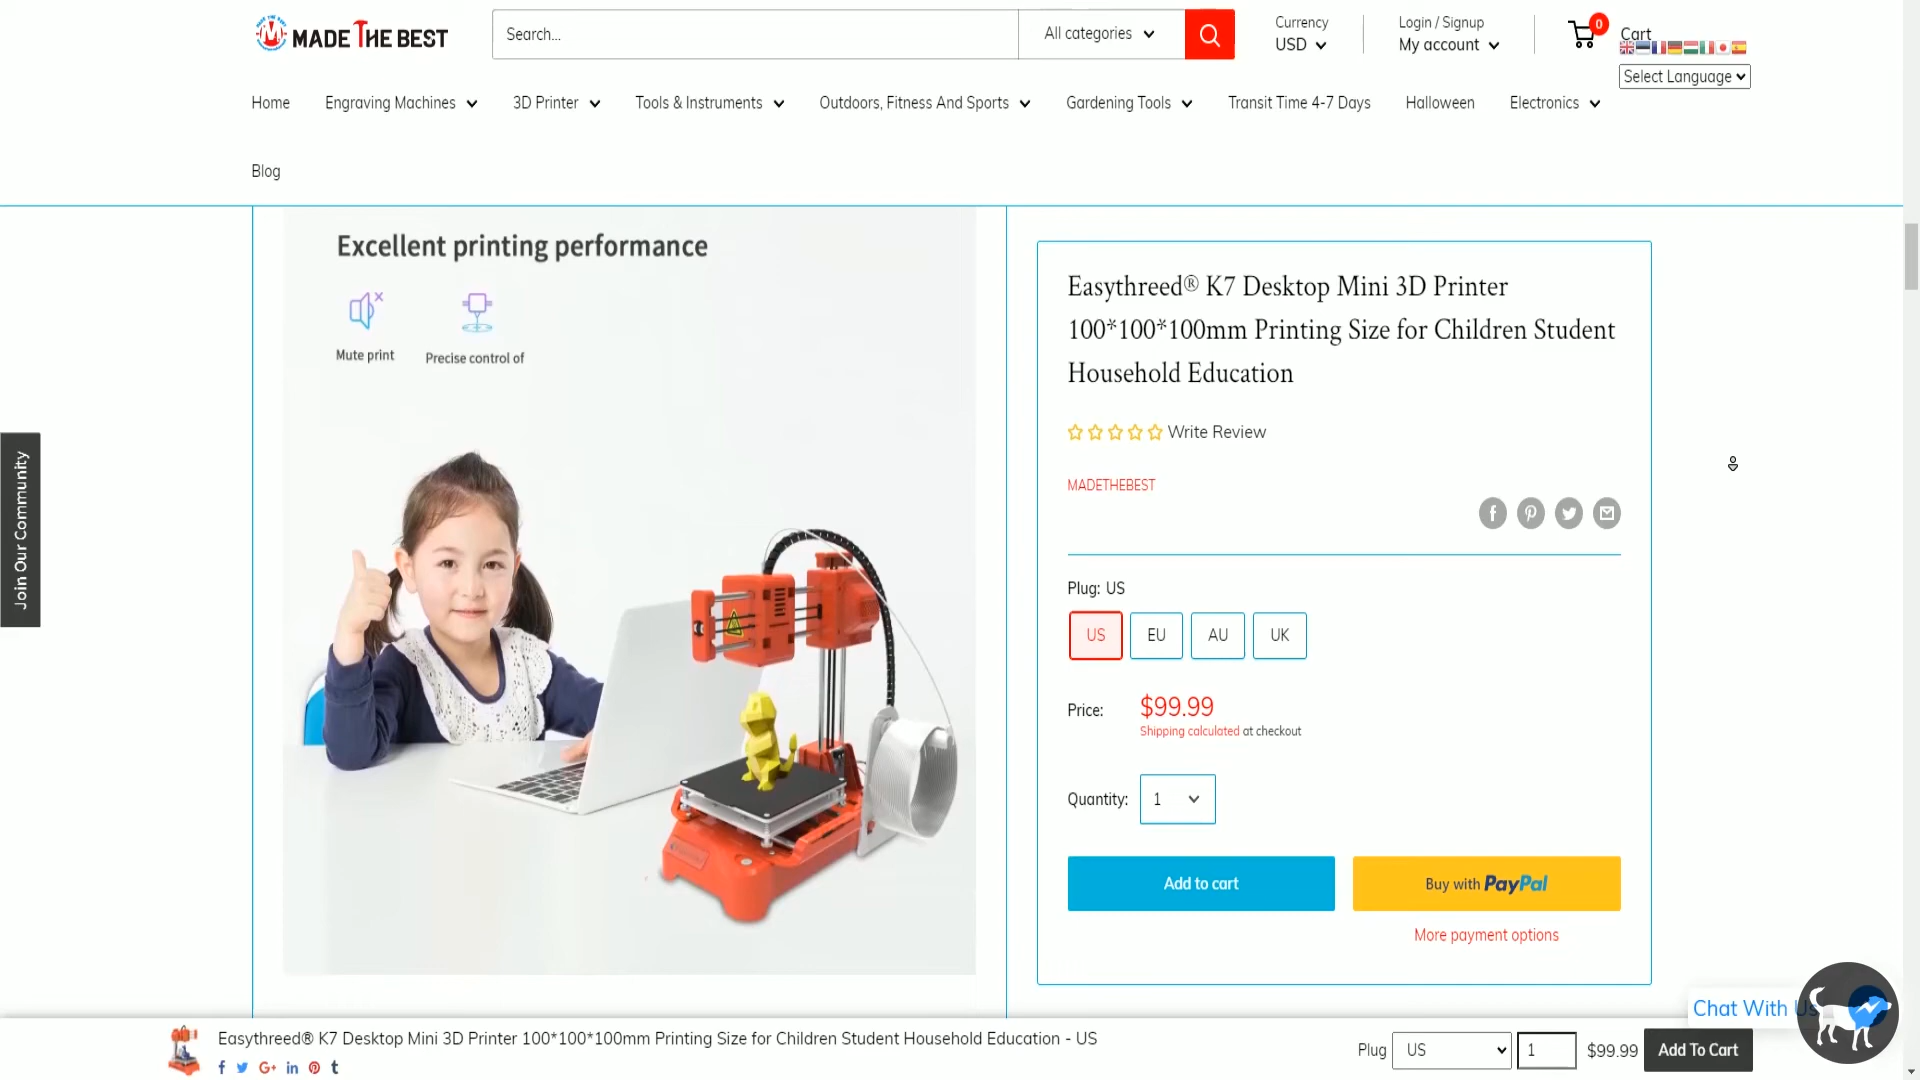 MADE THE BEST
Search...
All categories
Currency
USD
Login / Signup
My account
0
Cart
Select Language
Home
Engraving Machines
3D Printer
Tools & Instruments
Outdoors, Fitness And Sports
Gardening Tools
Transit Time 4-7 Days
Halloween
Electronics
Blog
Excellent printing performance
Mute print
Precise control of
Join Our Community
Easythreed® K7 Desktop Mini 3D Printer
100*100*100mm Printing Size for Children Student
Household Education
Write Review
MADETHEBEST
Plug: US
US
EU
AU
UK
Price:
$99.99
Shipping calculated at checkout
Quantity:
1
Add to cart
Buy with PayPal
More payment options
Chat With Us
Easythreed® K7 Desktop Mini 3D Printer 100*100*100mm Printing Size for Children Student Household Education - US
Plug
US
1
$99.99
Add To Cart